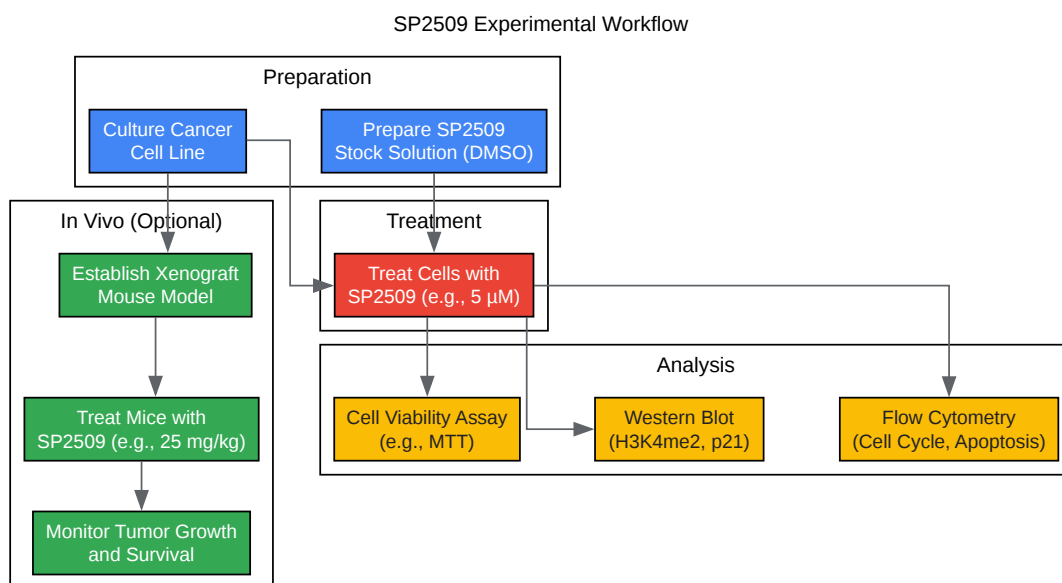 SP2509 Experimental Workflow
Preparation
Culture Cancer
Cell Line
Prepare SP2509
Stock Solution (DMSO)
In Vivo (Optional)
Establish Xenograft
Mouse Model
Treat Mice with
SP2509 (e.g., 25 mg/kg)
Monitor Tumor Growth
and Survival
Treatment
Treat Cells with
SP2509 (e.g., 5 µM)
Analysis
Cell Viability Assay
(e.g., MTT)
Western Blot
(H3K4me2, p21)
Flow Cytometry
(Cell Cycle, Apoptosis)